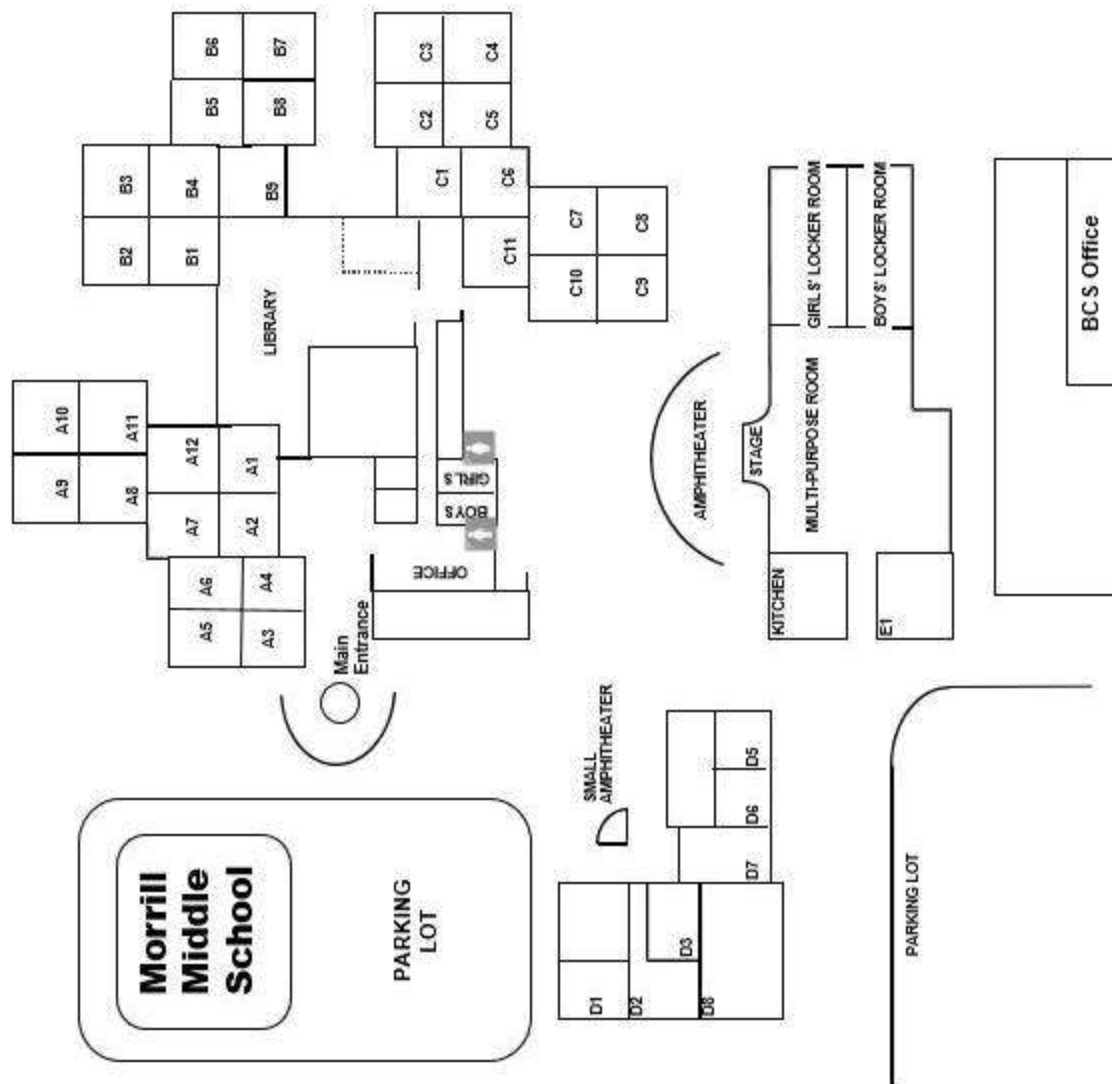 Morrill
Middle
School
PARKING
LOT
Main
Entrance
A5
A6
A3
A4
A7
A12
A2
A1
A9
A10
A8
A11
LIBRARY
B2
B3
B1
B4
B5
B6
B8
B7
B9
C2
C3
C5
C4
C1
C6
C11
C10
C7
C9
C8
OFFICE
BOYS
GIRLS
SMALL
AMPHITHEATER
D1
D2
D3
D8
D7
D6
D5
AMPHITHEATER
STAGE
MULTI-PURPOSE ROOM
GIRLS' LOCKER ROOM
BOYS' LOCKER ROOM
KITCHEN
E1
PARKING LOT
BCS Office